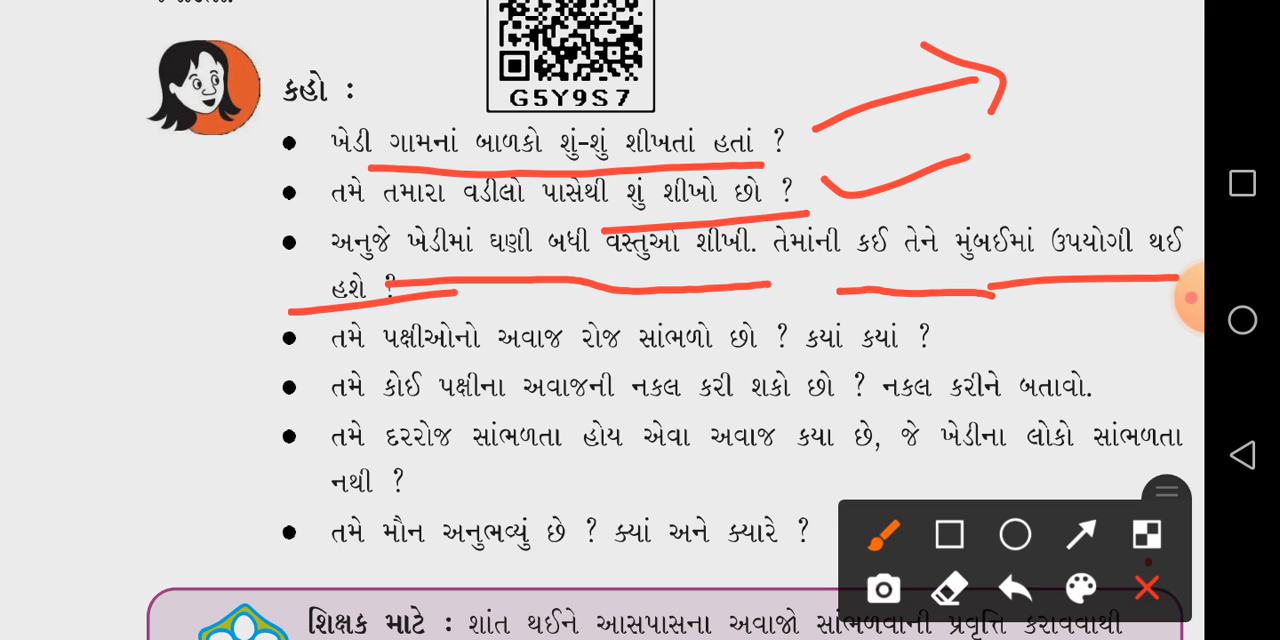 કહો :
G5Y9S7
ખેડી ગામનાં બાળકો શું-શું શીખતાં હતાં ?
તમે તમારા વડીલો પાસેથી શું શીખો છો ?
અનુજે ખેડીમાં ઘણી બધી વસ્તુઓ શીખી. તેમાંની કઈ તેને મુંબઈમાં ઉપયોગી થઈ
હશે ?
તમે પક્ષીઓનો અવાજ રોજ સાંભળો છો ? કયાં કયાં ?
તમે કોઈ પક્ષીના અવાજની નકલ કરી શકો છો ? નકલ કરીને બતાવો.
તમે દરરોજ સાંભળતા હોય એવા અવાજ કયા છે, જે ખેડીના લોકો સાંભળતા
નથી ?
તમે મૌન અનુભવ્યું છે ? ક્યાં અને ક્યારે ?
શિક્ષક માટે : શાંત થઈને આસપાસના અવાજો સાંભળવાની પ્રવૃત્તિ કરાવવાથી